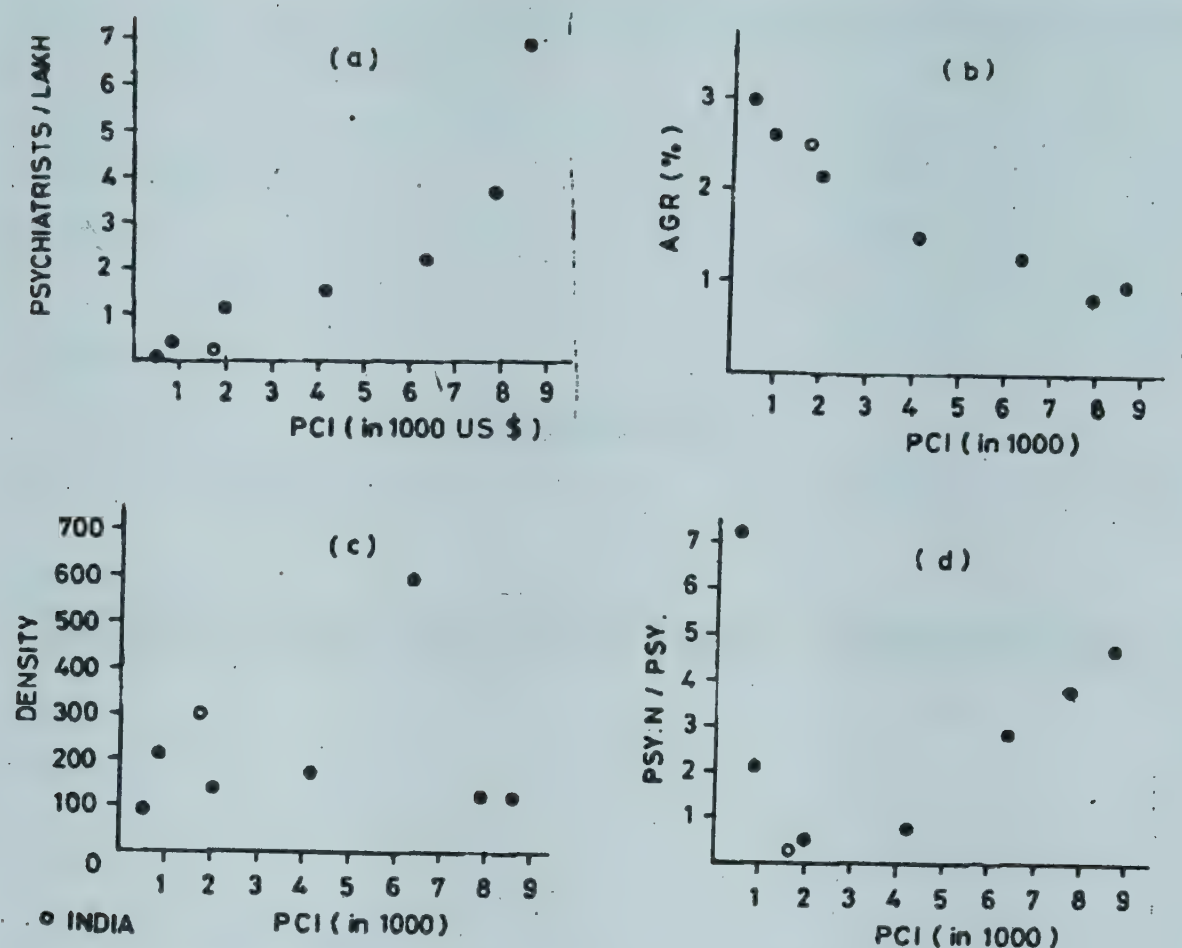 (a)
PSYCHIATRISTS / LAKH
7
6
5
4
3
2
1
1 2 3 4 5 6 7 8 9
PCI ( in 1000 US $ )
(b)
AGR (%)
3
2
1
1 2 3 4 5 6 7 8 9
PCI ( in 1000 )
(c)
DENSITY
700
600
500
400
300
200
100
0
1 2 3 4 5 6 7 8 9
PCI ( in 1000 )
INDIA
(d)
PSY.N / PSY.
7
6
5
4
3
2
1
1 2 3 4 5 6 7 8 9
PCI ( in 1000 )